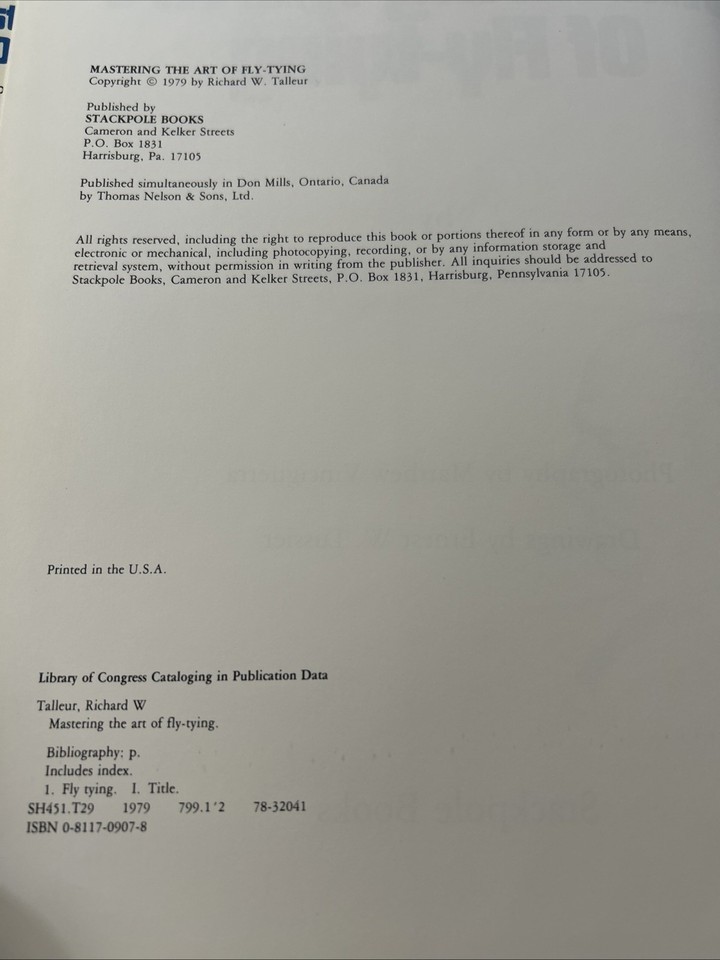 MASTERING THE ART OF FLY-TYING
Copyright © 1979 by Richard W. Talleur
Published by
STACKPOLE BOOKS
Cameron and Kelker Streets
P.O. Box 1831
Harrisburg, Pa. 17105
Published simultaneously in Don Mills, Ontario, Canada
by Thomas Nelson & Sons, Ltd.
All rights reserved, including the right to reproduce this book or portions thereof in any form or by any means,
electronic or mechanical, including photocopying, recording, or by any information storage and
retrieval system, without permission in writing from the publisher. All inquiries should be addressed to
Stackpole Books, Cameron and Kelker Streets, P.O. Box 1831, Harrisburg, Pennsylvania 17105.
Printed in the U.S.A.
Library of Congress Cataloging in Publication Data
Talleur, Richard W
Mastering the art of fly-tying.
Bibliography: p.
Includes index.
1. Fly tying. I. Title.
SH451.T29 1979 799.1'2 78-32041
ISBN 0-8117-0907-8